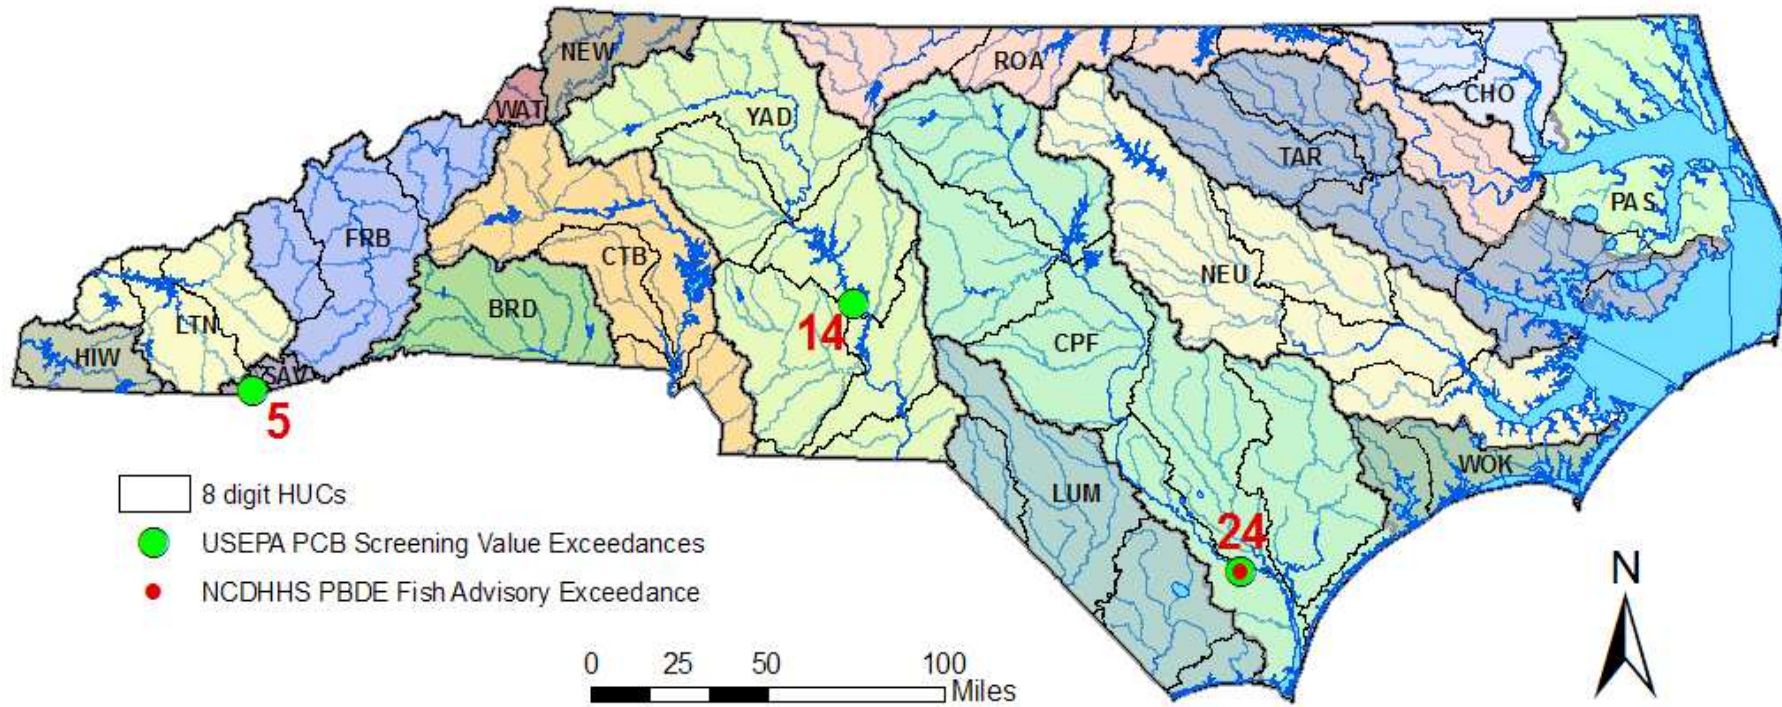 NEW
WAT
YAD
ROA
CHO
TAR
PAS
FRB
CTB
NEU
LTN
BRD
HIW
SAV
14
CPF
5
LUM
WOK
24
8 digit HUCs
USEPA PCB Screening Value Exceedances
NCDHHS PBDE Fish Advisory Exceedance
N
0 25 50 100
Miles